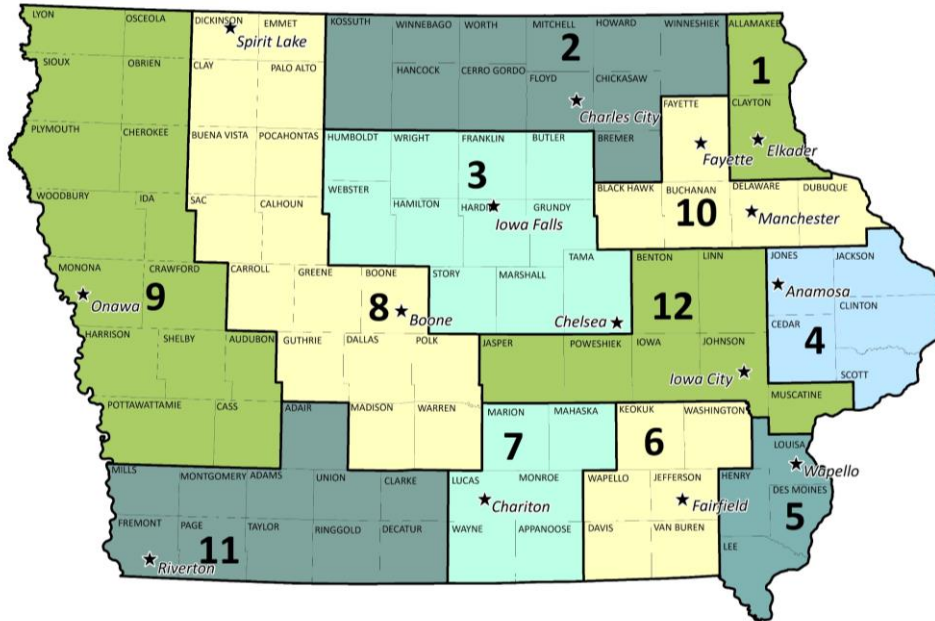 LYON OSCEOLA DICKINSON EMMET KOSSUTH WINNEBAGO WORTH MITCHELL HOWARD WINNESHIEK ALLAMAKEE
Spirit Lake
2
1
SIOUX OBRIEN CLAY PALO ALTO HANCOCK CERRO GORDO FLOYD CHICKASAW
Charles City
CLAYTON
FAYETTE
PLYMOUTH CHEROKEE BUENA VISTA POCAHONTAS HUMBOLDT WRIGHT FRANKLIN BUTLER BREMER
Fayette
Elkader
3
WOODBURY IDA SAC CALHOUN WEBSTER HAMILTON HARDIN GRUNDY BLACK HAWK BUCHANAN DELAWARE DUBUQUE
Iowa Falls
10
Manchester
MONONA CRAWFORD CARROLL GREENE BOONE STORY MARSHALL TAMA BENTON LINN JONES JACKSON
Onawa
9
8
Boone
Chelsea
12
Anamosa
CLINTON
CEDAR
4
HARRISON SHELBY AUDUBON GUTHRIE DALLAS POLK JASPER POWESHIEK IOWA JOHNSON
Iowa City
SCOTT
MUSCATINE
POTTAWATTAMIE CASS ADAIR MADISON WARREN MARION MAHASKA KEOKUK WASHINGTON
7
6
LOUISA
Wapello
MILLS MONTGOMERY ADAMS UNION CLARKE LUCAS MONROE WAPELLO JEFFERSON HENRY
DES MOINES
Chariton
Fairfield
5
FREMONT PAGE TAYLOR RINGGOLD DECATUR WAYNE APPANOOSE DAVIS VAN BUREN
LEE
11
Riverton